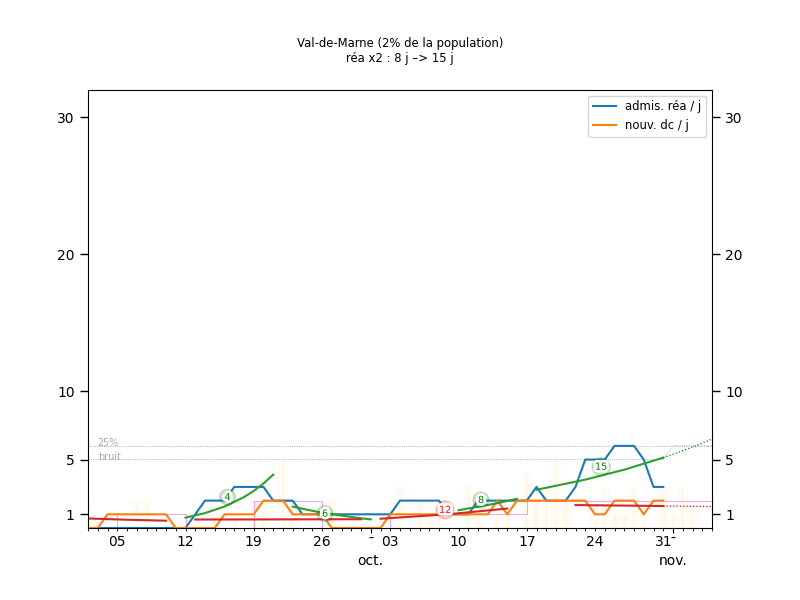 Val-de-Marne (2% de la population)
réa x2 : 8 j –> 15 j
admis. réa / j
nouv. dc / j
30 30
20 20
10 10
25%
bruit
5 5
1 1
4
6
12
8
15
05 12 19 26 - 03 10 17 24 31-
oct. nov.